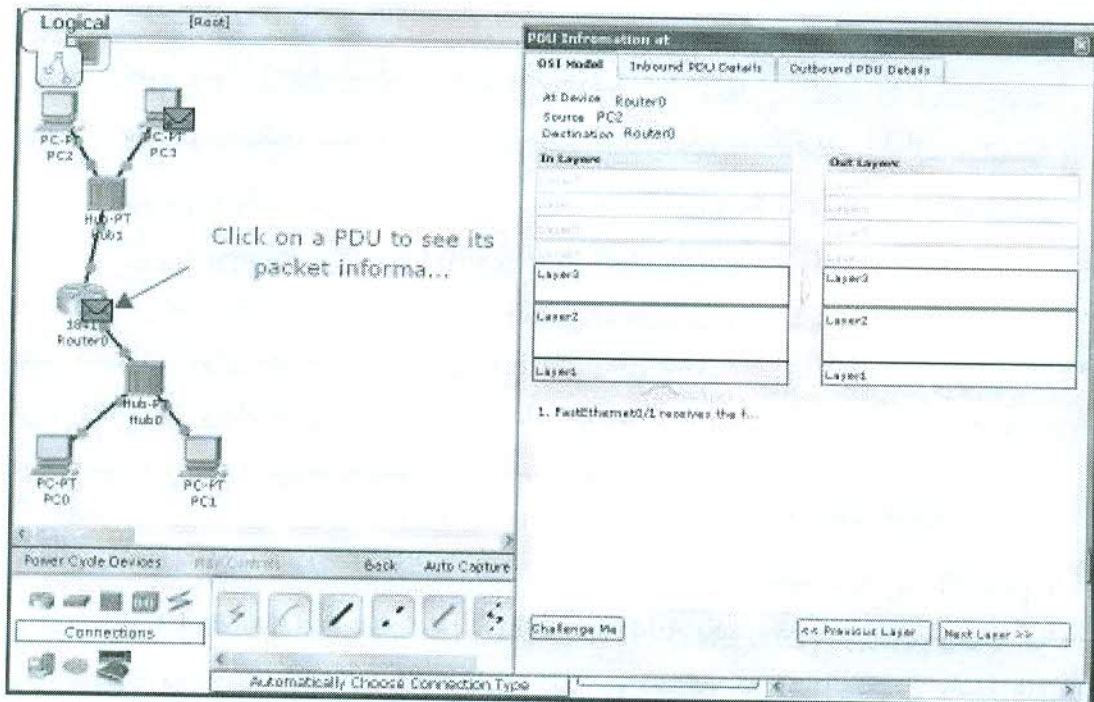 Logical
[Root]
PC-PT
PC2
PC-PT
PC3
Hub-PT
Hub1
Click on a PDU to see its
packet informa...
1841
Router0
Hub-PT
Hub0
PC-PT
PC0
PC-PT
PC1
Power Cycle Devices
Back
Auto Capture
Connections
Automatically Choose Connection Type
PDU Infromation at
OSI Model
Inbound PDU Details
Outbound PDU Details
At Device Router0
Source PC2
Destination Router0
In Layers
Out Layers
Layer3
Layer3
Layer2
Layer2
Layer1
Layer1
1. FastEthernet0/1 receives the f...
Challenge Me
<< Previous Layer
Next Layer >>